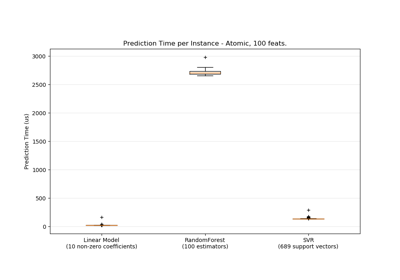 Prediction Time per Instance - Atomic, 100 feats.
3000
2500
2000
1500
1000
500
0
Prediction Time (us)
Linear Model
(10 non-zero coefficients)
RandomForest
(100 estimators)
SVR
(689 support vectors)